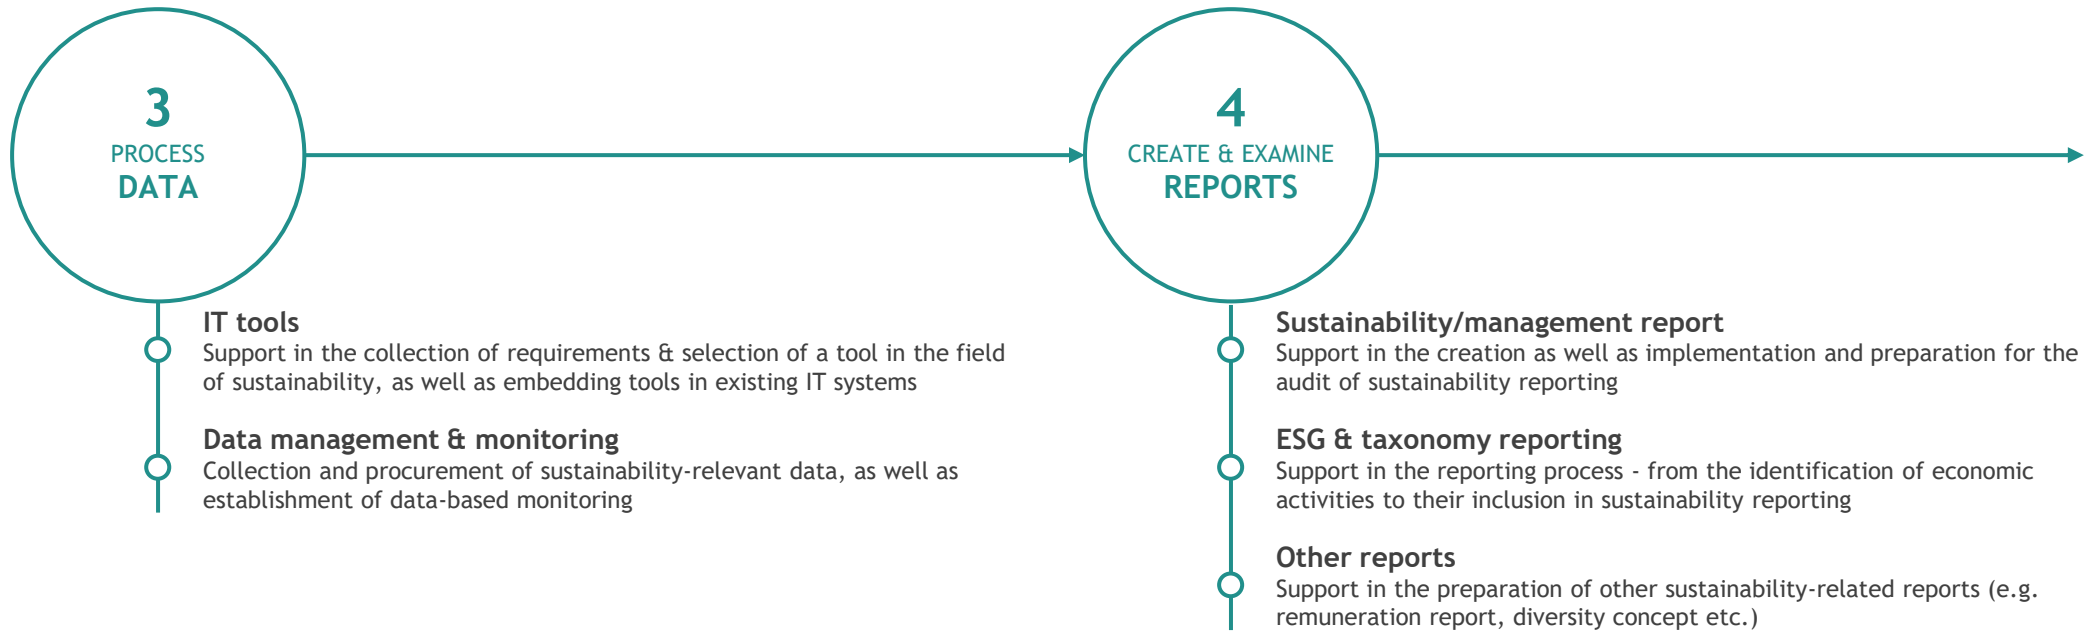 3
PROCESS
DATA
IT tools
Support in the collection of requirements & selection of a tool in the field
of sustainability, as well as embedding tools in existing IT systems
Data management & monitoring
Collection and procurement of sustainability-relevant data, as well as
establishment of data-based monitoring
4
CREATE & EXAMINE
REPORTS
Sustainability/management report
Support in the creation as well as implementation and preparation for the
audit of sustainability reporting
ESG & taxonomy reporting
Support in the reporting process - from the identification of economic
activities to their inclusion in sustainability reporting
Other reports
Support in the preparation of other sustainability-related reports (e.g.
remuneration report, diversity concept etc.)